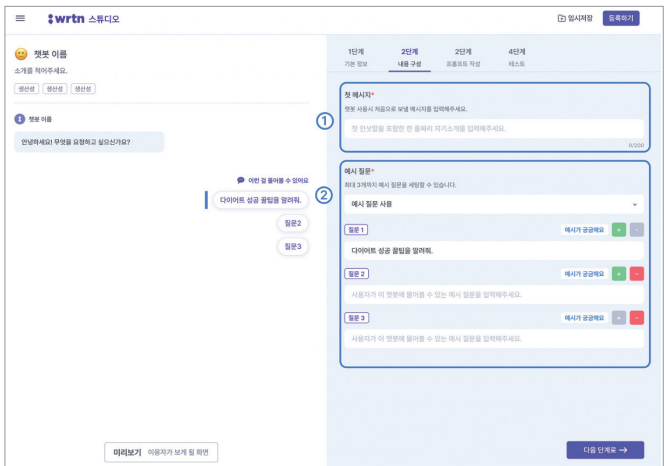 wrtn 스튜디오
임시저장
등록하기
챗봇 이름
소개를 적어주세요.
생산성 생산성 생산성
챗봇 이름
안녕하세요! 무엇을 요청하고 싶으신가요?
이런 걸 물어볼 수 있어요
다이어트 성공 꿀팁을 알려줘.
질문2
질문3
미리보기 이용자가 보게 될 화면
1단계 2단계 2단계 4단계
기본 정보 내용 구성 프롬프트 작성 테스트
①
첫 메시지*
챗봇 사용시 처음으로 보낼 메시지를 입력해주세요.
첫 인삿말을 포함한 한 줄짜리 자기소개를 입력해주세요.
0/200
②
예시 질문*
최대 3개까지 예시 질문을 세팅할 수 있습니다.
예시 질문 사용
질문 1 예시가 궁금해요 + -
다이어트 성공 꿀팁을 알려줘.
질문 2 예시가 궁금해요 + -
사용자가 이 챗봇에 물어볼 수 있는 예시 질문을 입력해주세요.
질문 3 예시가 궁금해요 + -
사용자가 이 챗봇에 물어볼 수 있는 예시 질문을 입력해주세요.
다음 단계로 →